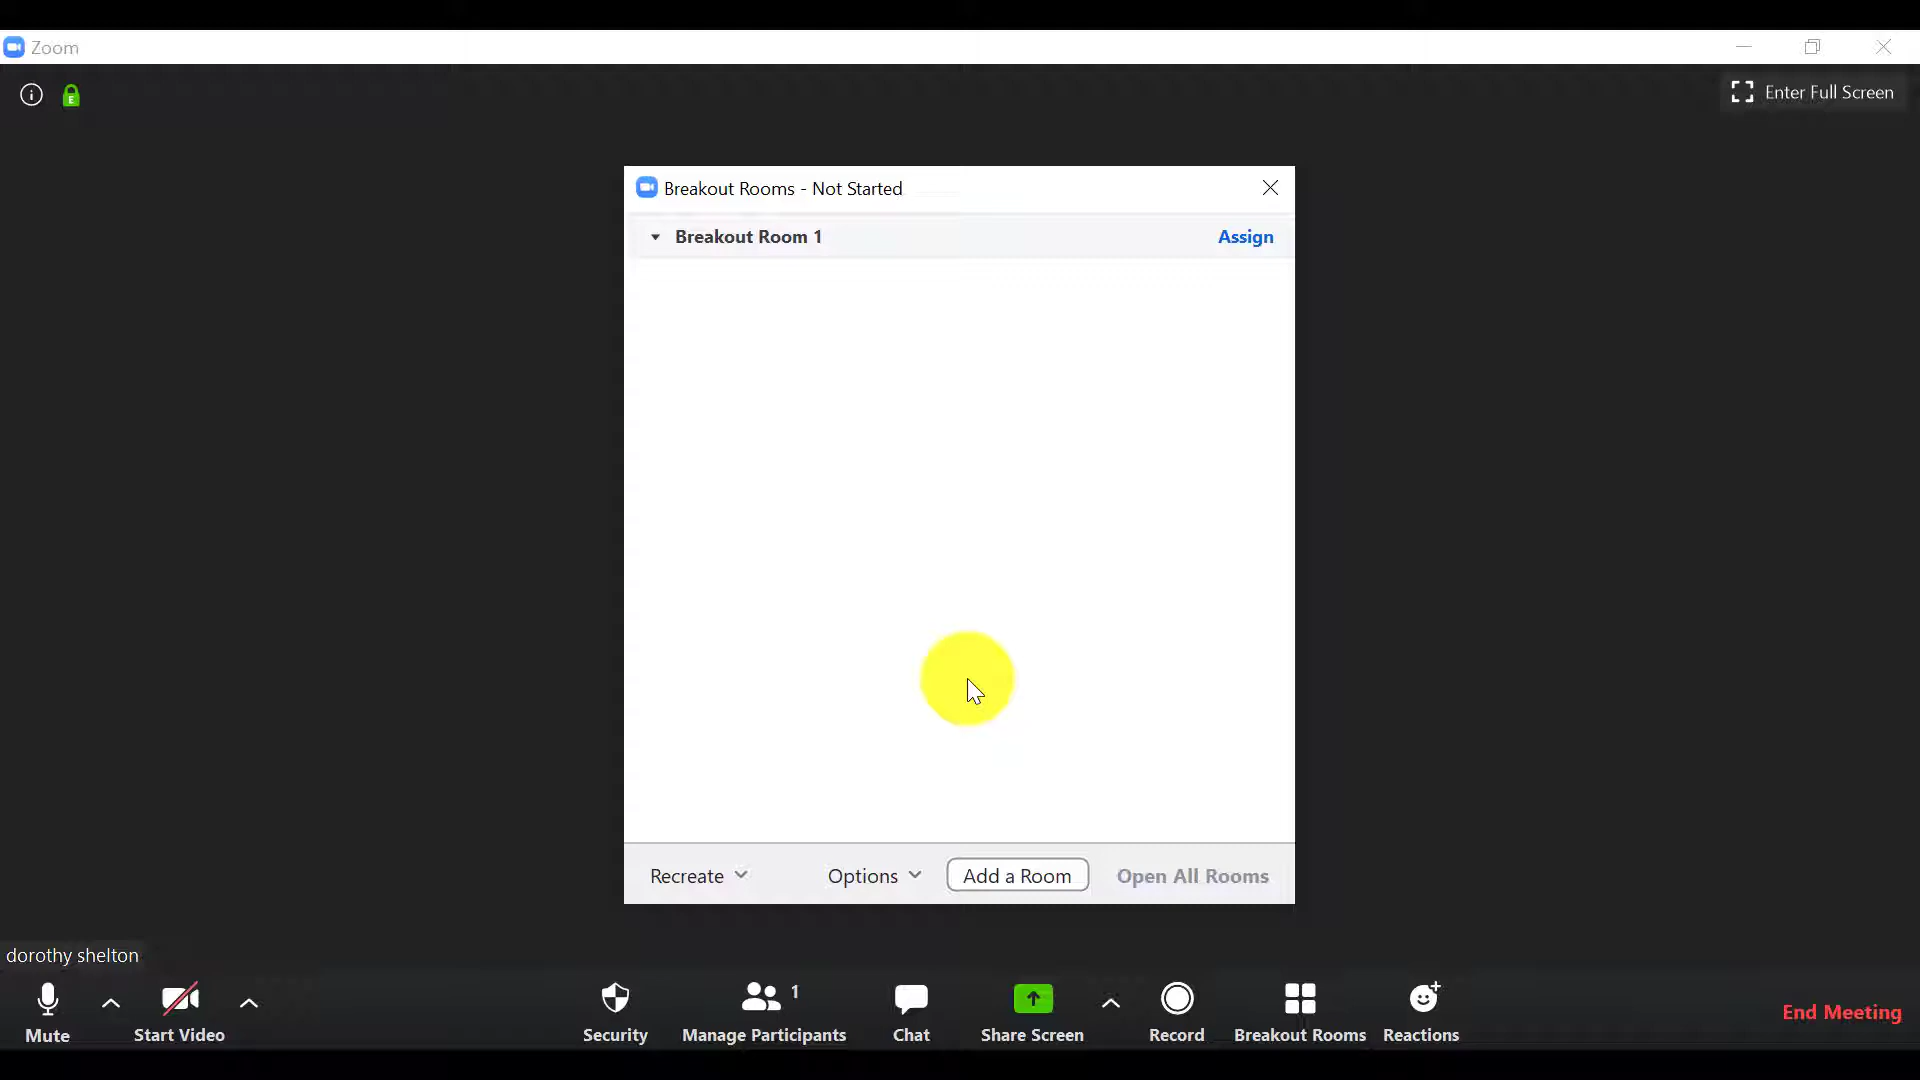 Zoom
Enter Full Screen
Breakout Rooms - Not Started
Breakout Room 1 Assign
Recreate Options Add a Room Open All Rooms
dorothy shelton
1
Mute Start Video Security Manage Participants Chat Share Screen Record Breakout Rooms Reactions End Meeting